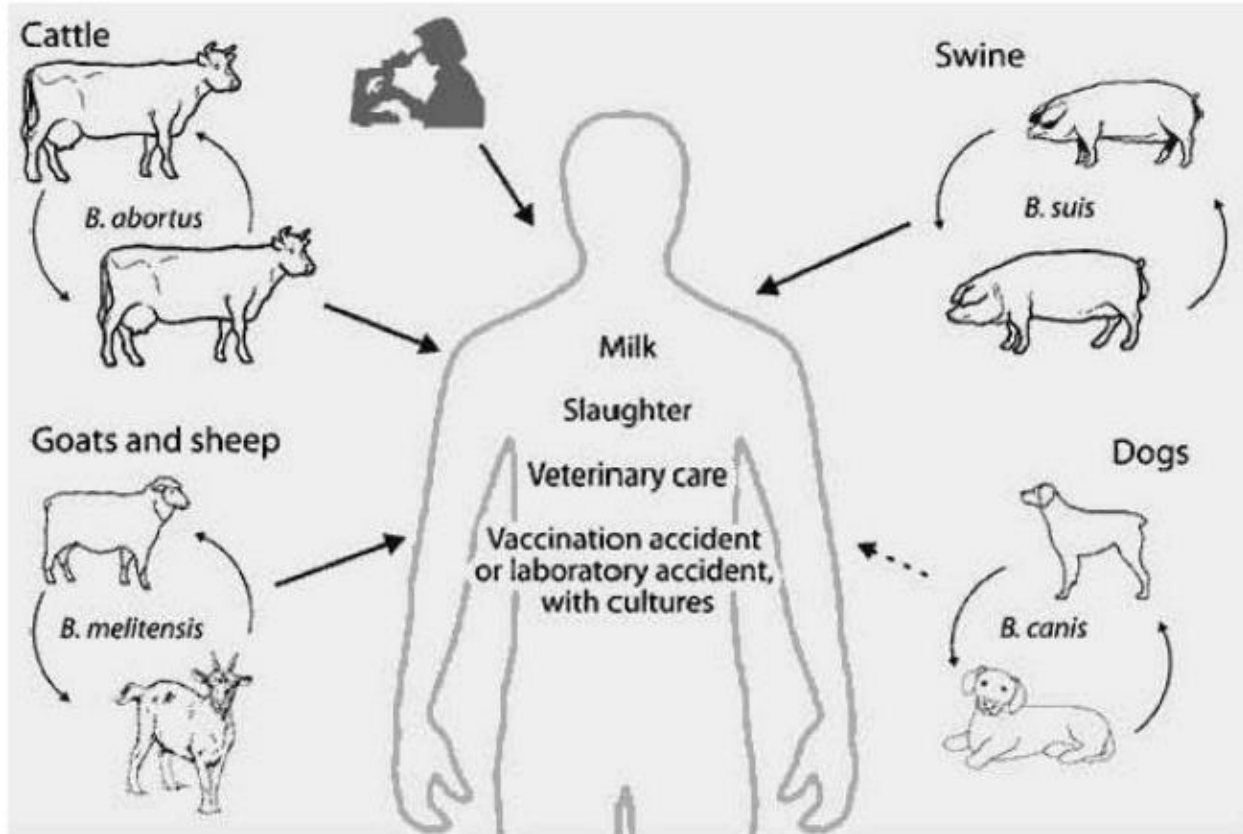 Cattle
B. abortus
Swine
B. suis
Goats and sheep
B. melitensis
Dogs
B. canis
Milk
Slaughter
Veterinary care
Vaccination accident
or laboratory accident,
with cultures